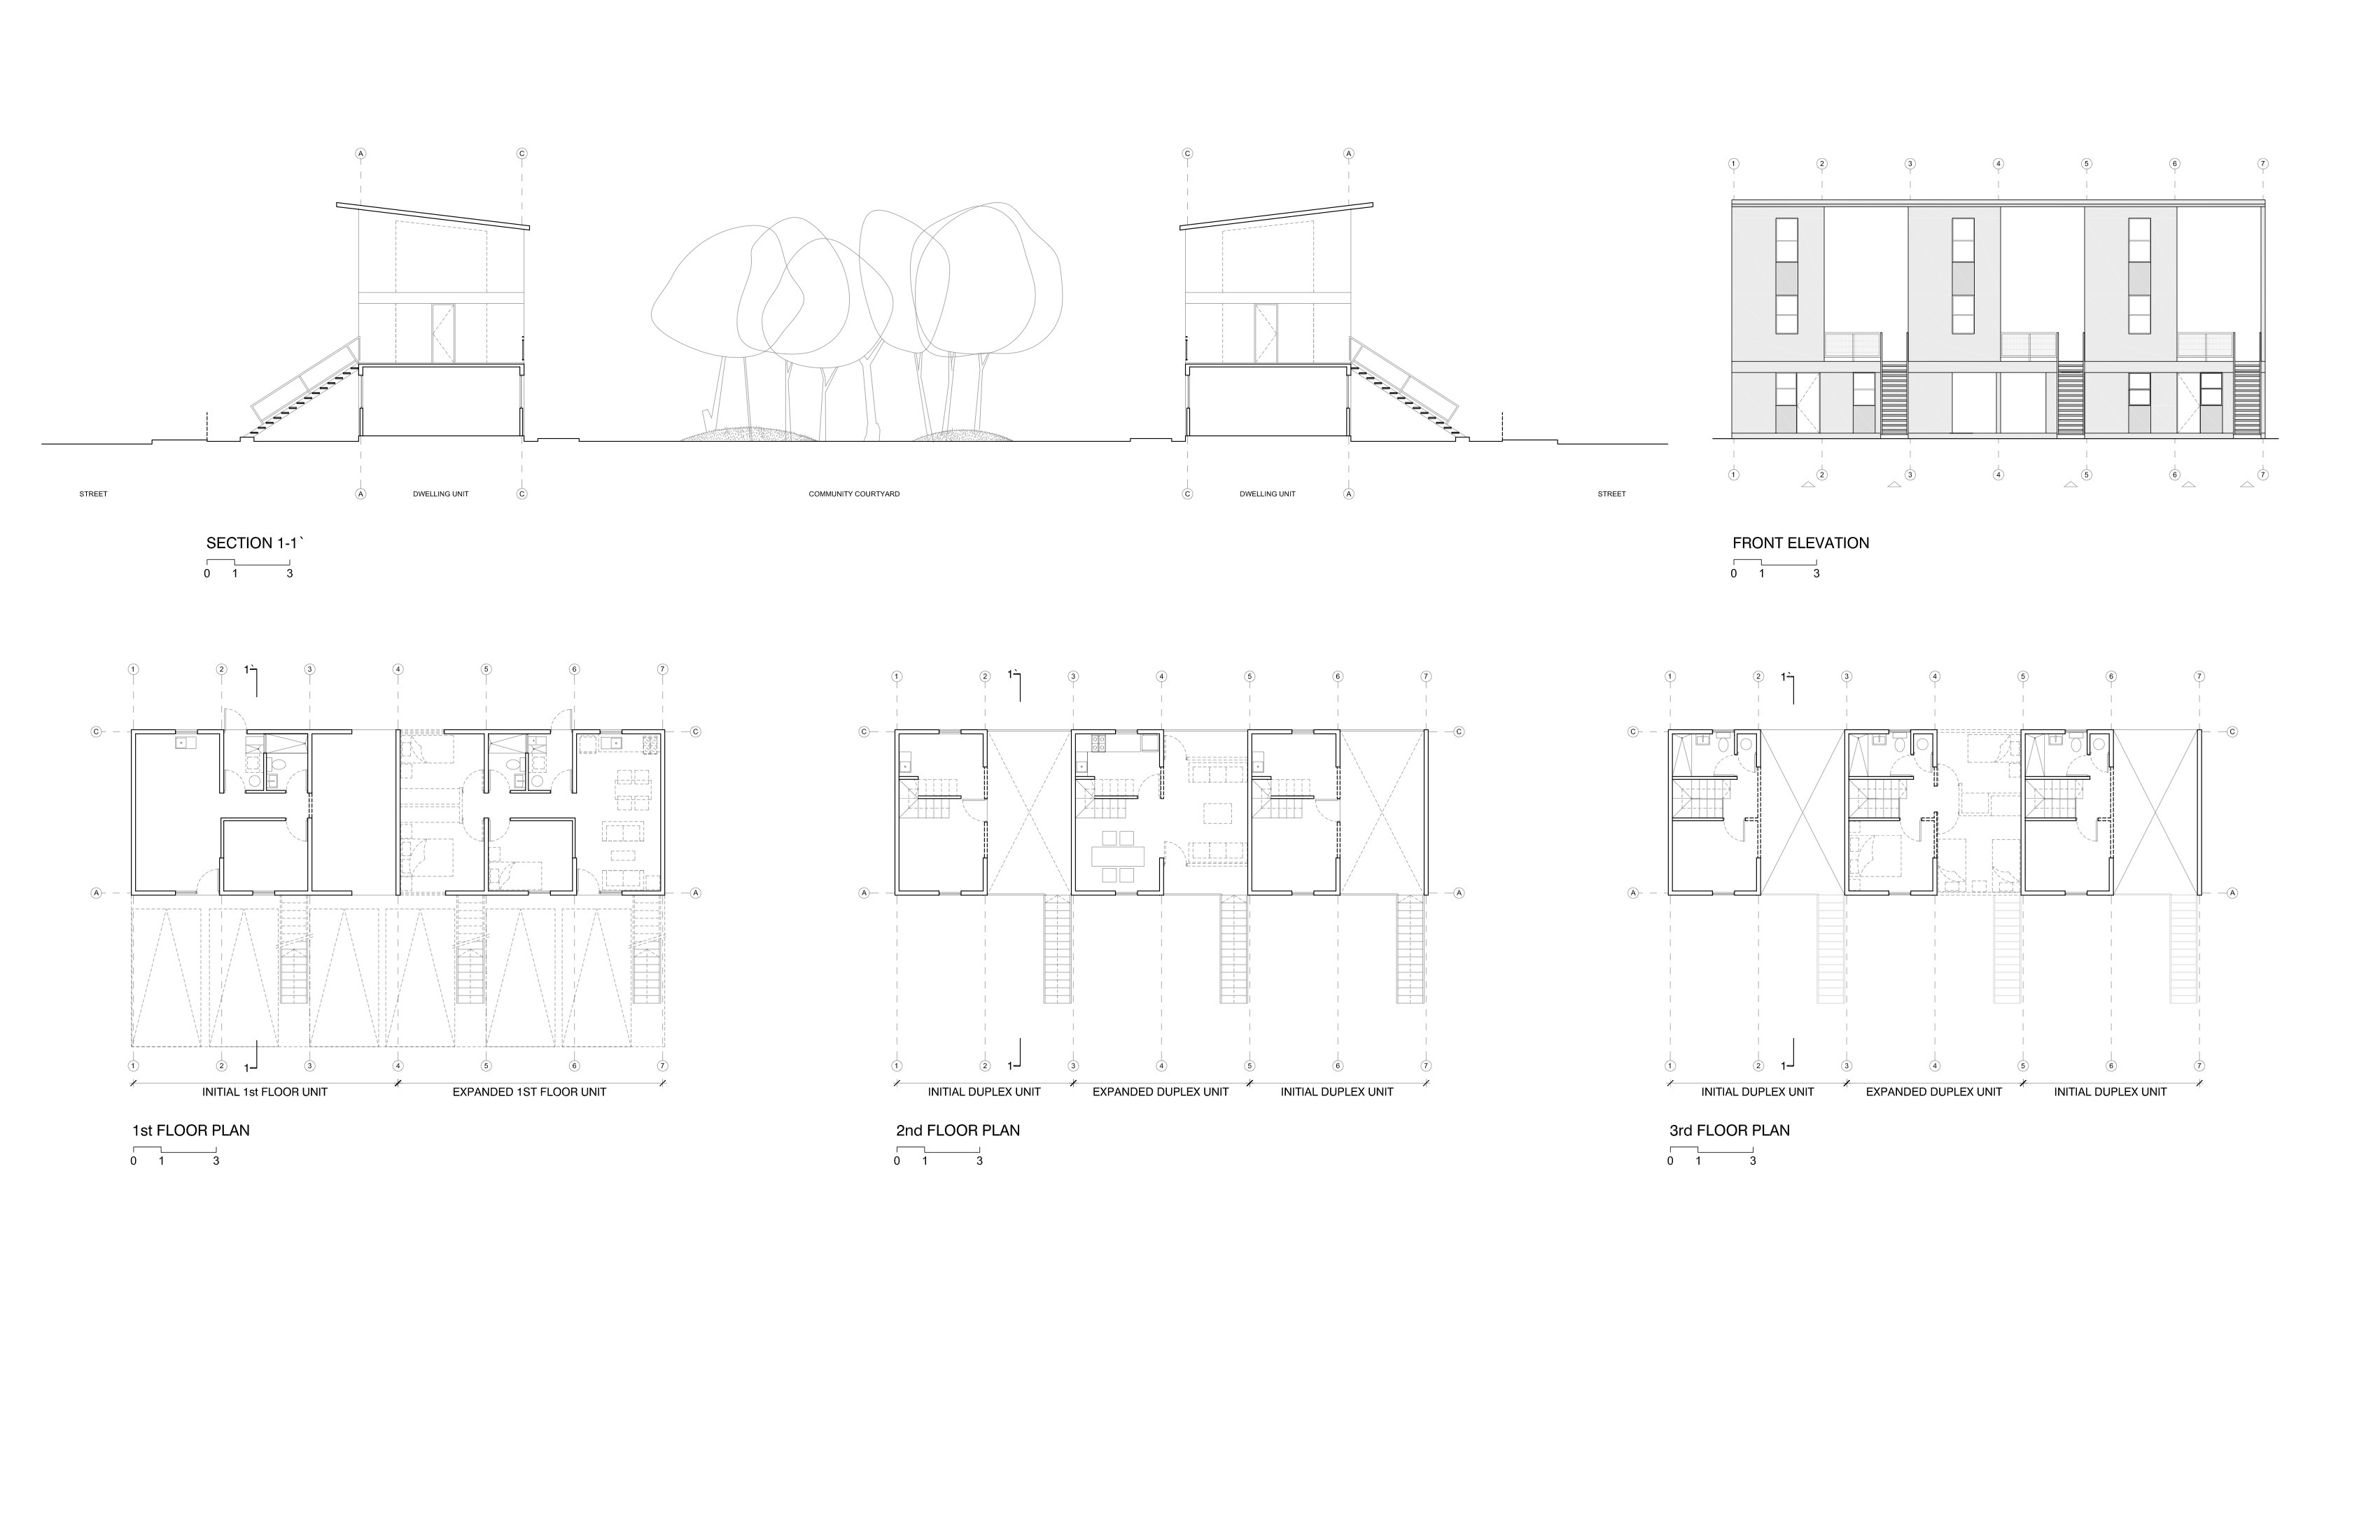 A C C A
1 2 3 4 5 6 7
1 2 3 4 5 6 7
STREET A DWELLING UNIT C COMMUNITY COURTYARD C DWELLING UNIT A STREET
SECTION 1-1`
0 1 3
FRONT ELEVATION
0 1 3
1 2 3 4 5 6 7
1`
C C
A A
1 2 3 4 5 6 7
1
INITIAL 1st FLOOR UNIT EXPANDED 1ST FLOOR UNIT
1st FLOOR PLAN
0 1 3
1 2 3 4 5 6 7
1`
C C
A A
1 2 3 4 5 6 7
1
INITIAL DUPLEX UNIT EXPANDED DUPLEX UNIT INITIAL DUPLEX UNIT
2nd FLOOR PLAN
0 1 3
1 2 3 4 5 6 7
1`
C C
A A
1 2 3 4 5 6 7
1
INITIAL DUPLEX UNIT EXPANDED DUPLEX UNIT INITIAL DUPLEX UNIT
3rd FLOOR PLAN
0 1 3